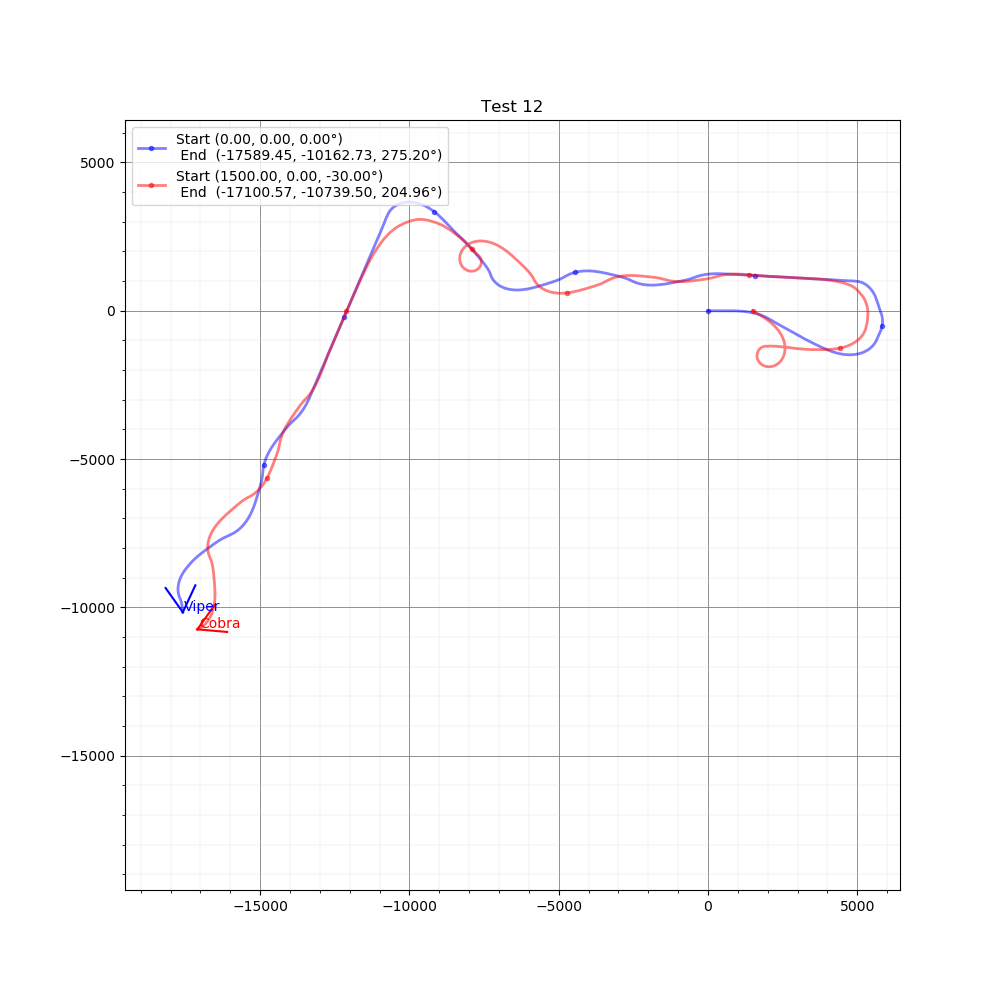 Test 12
Start (0.00, 0.00, 0.00°)
End  (-17589.45, -10162.73, 275.20°)
Start (1500.00, 0.00, -30.00°)
End  (-17100.57, -10739.50, 204.96°)
5000
0
−5000
−10000
−15000
Viper
Cobra
−15000 −10000 −5000 0 5000